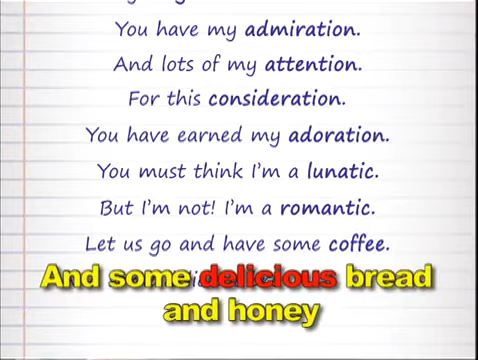 You have my admiration.
And lots of my attention.
For this consideration.
You have earned my adoration.
You must think I'm a lunatic.
But I'm not! I'm a romantic.
Let us go and have some coffee.
And some delicious bread
and honey